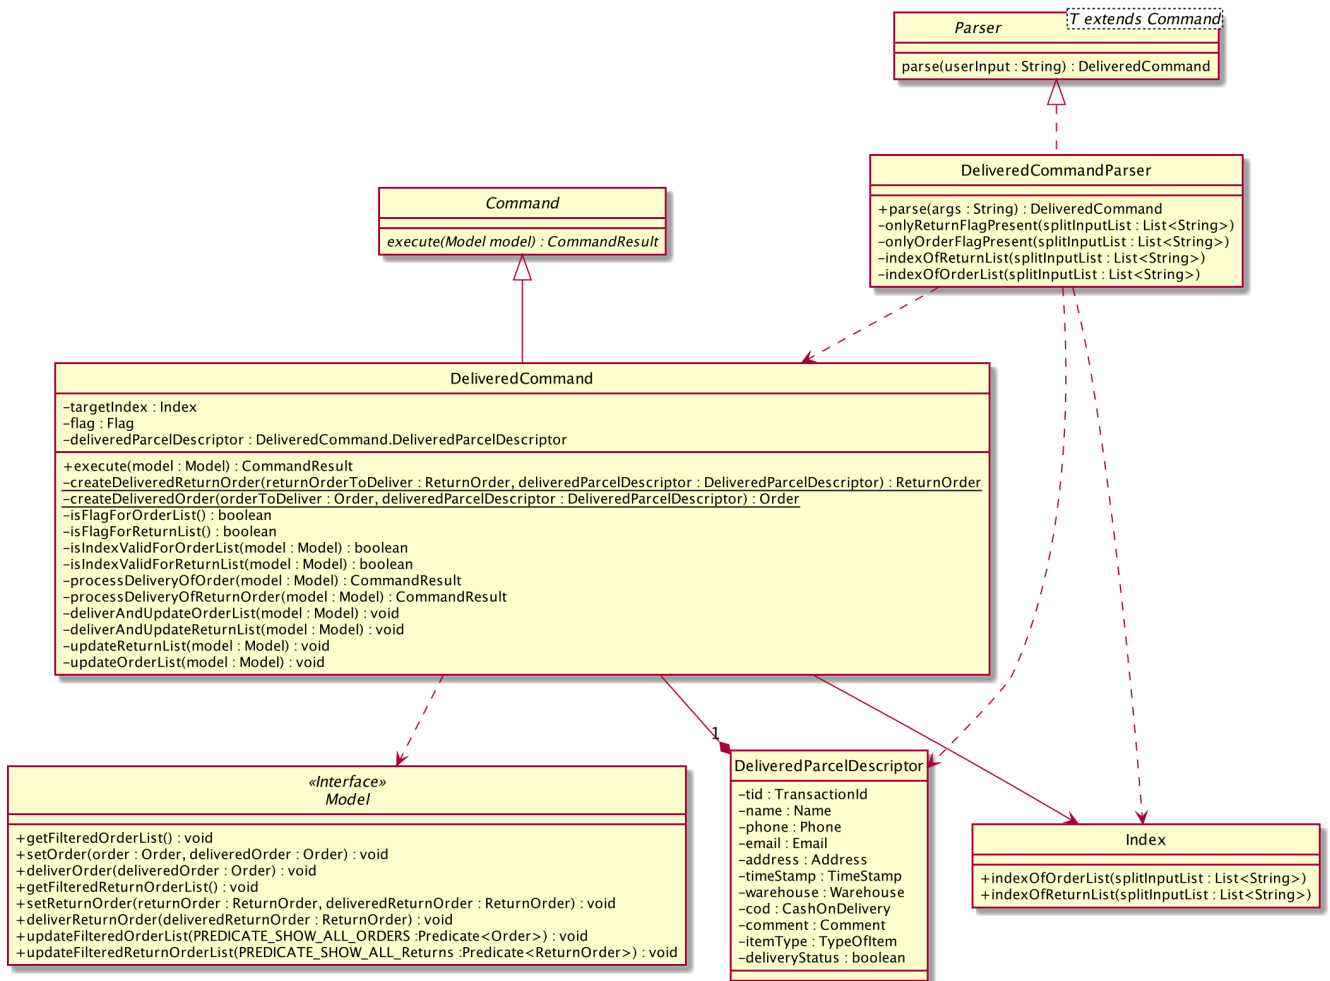 T extends Command
Parser
parse(userInput : String) : DeliveredCommand
DeliveredCommandParser
+parse(args : String) : DeliveredCommand
-onlyReturnFlagPresent(splitInputList : List<String>)
-onlyOrderFlagPresent(splitInputList : List<String>)
-indexOfReturnList(splitInputList : List<String>)
-indexOfOrderList(splitInputList : List<String>)
Command
execute(Model model) : CommandResult
DeliveredCommand
-targetIndex : Index
-flag : Flag
-deliveredParcelDescriptor : DeliveredCommand.DeliveredParcelDescriptor
+execute(model : Model) : CommandResult
-createDeliveredReturnOrder(returnOrderToDeliver : ReturnOrder, deliveredParcelDescriptor : DeliveredParcelDescriptor) : ReturnOrder
-createDeliveredOrder(orderToDeliver : Order, deliveredParcelDescriptor : DeliveredParcelDescriptor) : Order
-isFlagForOrderList() : boolean
-isFlagForReturnList() : boolean
-isIndexValidForOrderList(model : Model) : boolean
-isIndexValidForReturnList(model : Model) : boolean
-processDeliveryOfOrder(model : Model) : CommandResult
-processDeliveryOfReturnOrder(model : Model) : CommandResult
-deliverAndUpdateOrderList(model : Model) : void
-deliverAndUpdateReturnList(model : Model) : void
-updateReturnList(model : Model) : void
-updateOrderList(model : Model) : void
1
«Interface»
Model
+getFilteredOrderList() : void
+setOrder(order : Order, deliveredOrder : Order) : void
+deliverOrder(deliveredOrder : Order) : void
+getFilteredReturnOrderList() : void
+setReturnOrder(returnOrder : ReturnOrder, deliveredReturnOrder : ReturnOrder) : void
+deliverReturnOrder(deliveredReturnOrder : ReturnOrder) : void
+updateFilteredOrderList(PREDICATE_SHOW_ALL_ORDERS :Predicate<Order>) : void
+updateFilteredReturnOrderList(PREDICATE_SHOW_ALL_Returns :Predicate<ReturnOrder>) : void
DeliveredParcelDescriptor
-tid : TransactionId
-name : Name
-phone : Phone
-email : Email
-address : Address
-timeStamp : TimeStamp
-warehouse : Warehouse
-cod : CashOnDelivery
-comment : Comment
-itemType : TypeOfItem
-deliveryStatus : boolean
Index
+indexOfOrderList(splitInputList : List<String>)
+indexOfReturnList(splitInputList : List<String>)